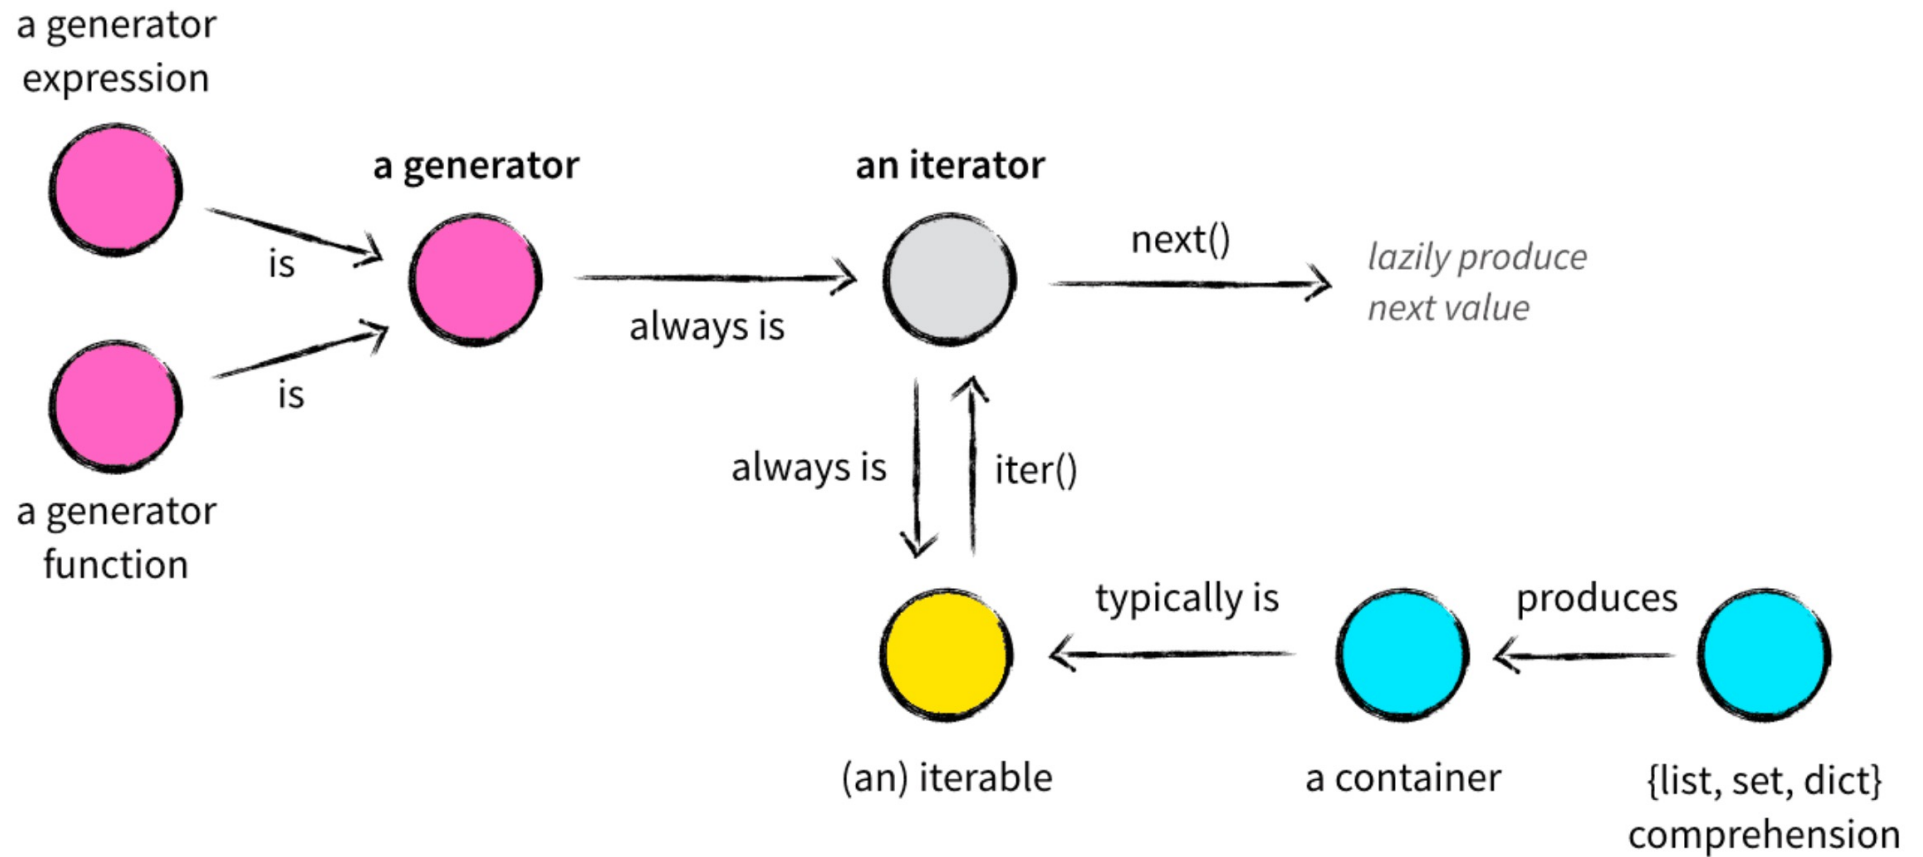 a generator
expression
a generator
an iterator
next()
lazily produce
next value
is
always is
is
always is
iter()
a generator
function
typically is
produces
(an) iterable
a container
{list, set, dict}
comprehension